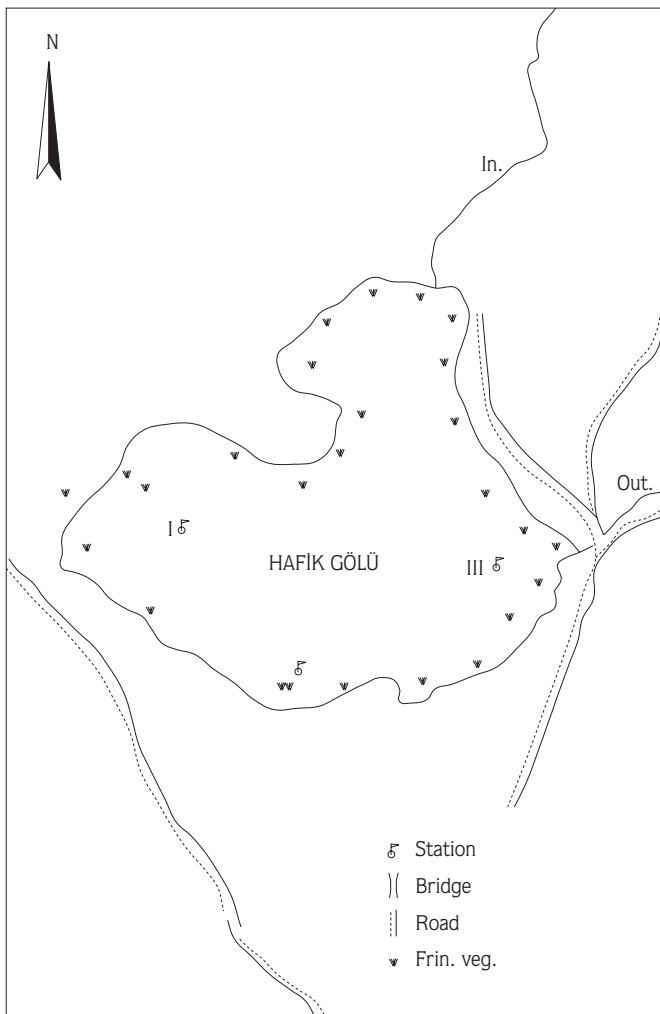 N
In.
Out.
I
HAFİK GÖLÜ
III
Station
Bridge
Road
Frin. veg.